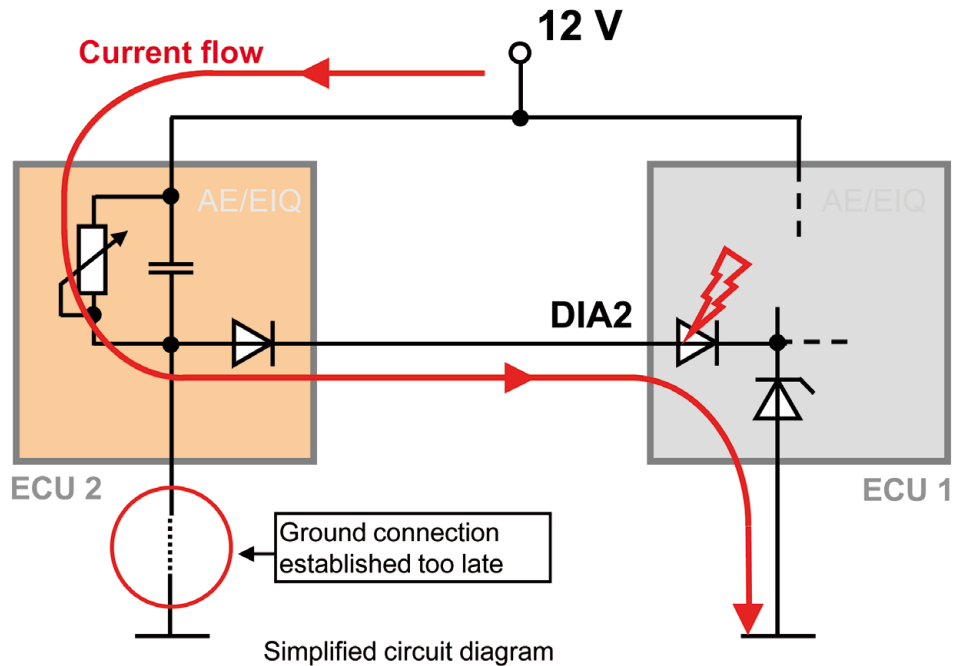 12 V
Current flow
AE/EIQ
AE/EIQ
DIA2
ECU 2
ECU 1
Ground connection
established too late
Simplified circuit diagram